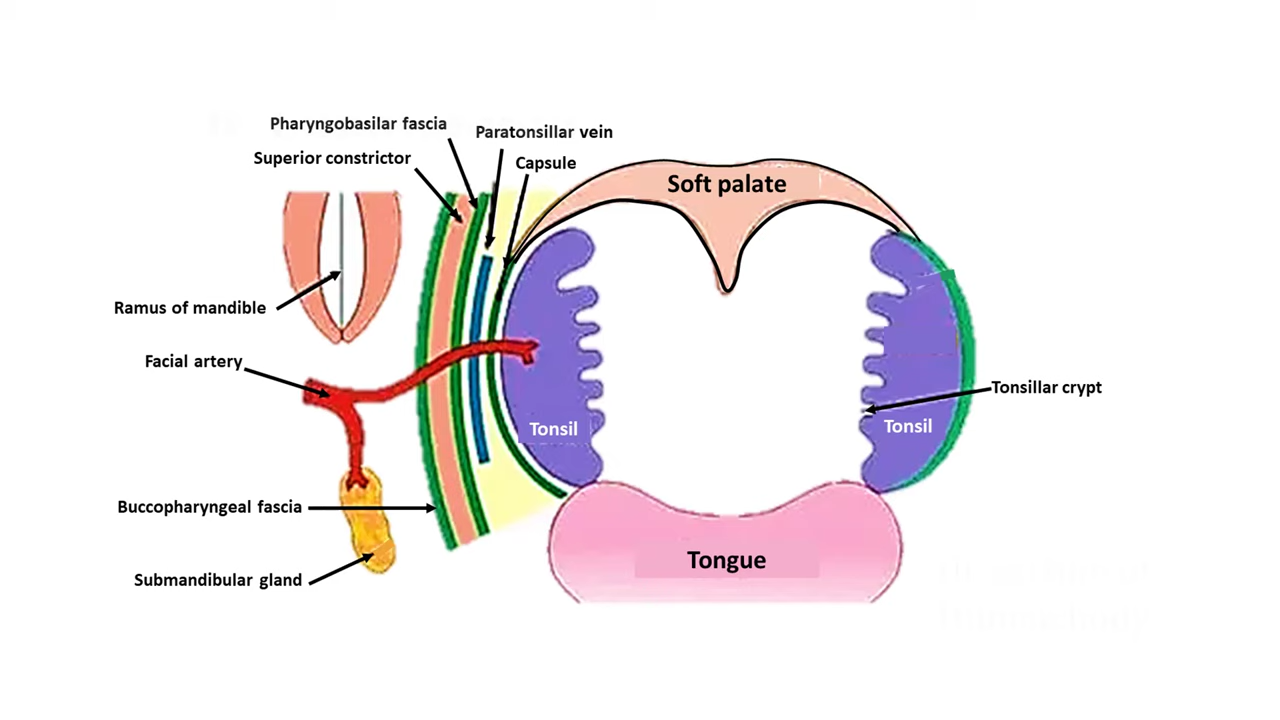 Pharyngobasilar fascia
Paratonsillar vein
Superior constrictor
Capsule
Soft palate
Ramus of mandible
Facial artery
Tonsillar crypt
Tonsil
Tonsil
Buccopharyngeal fascia
Tongue
Submandibular gland